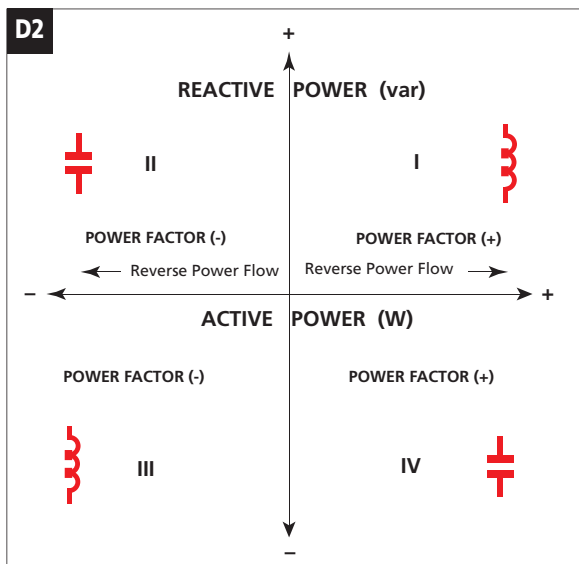 D2
+
REACTIVE POWER (var)
II
I
POWER FACTOR (-)
POWER FACTOR (+)
Reverse Power Flow
Reverse Power Flow
–
+
ACTIVE POWER (W)
POWER FACTOR (-)
POWER FACTOR (+)
III
IV
–